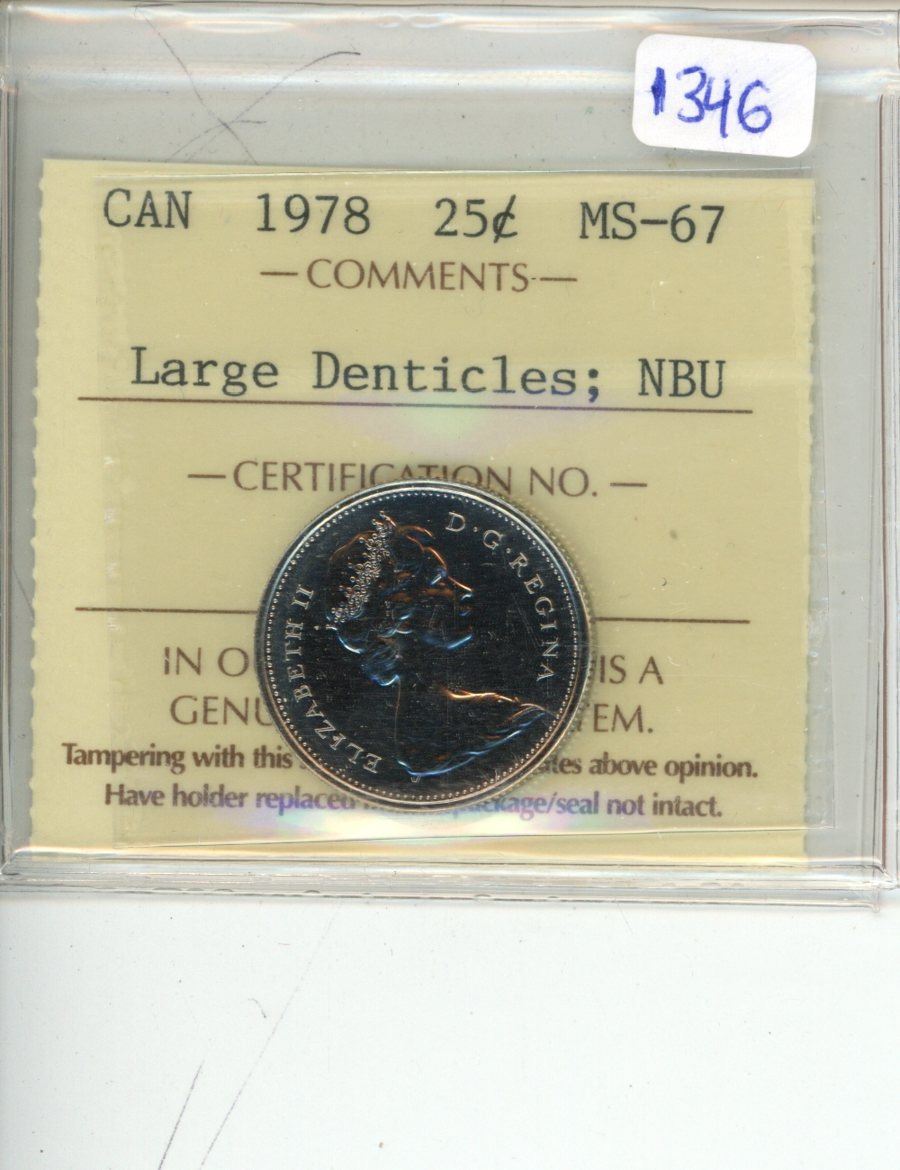 1346
CAN 1978 25¢ MS-67
— COMMENTS —
Large Denticles; NBU
— CERTIFICATION NO. —
ELIZABETH II D·G·REGINA
IN O IS A
GENU EM.
Tampering with this tes above opinion.
Have holder replaced package/seal not intact.